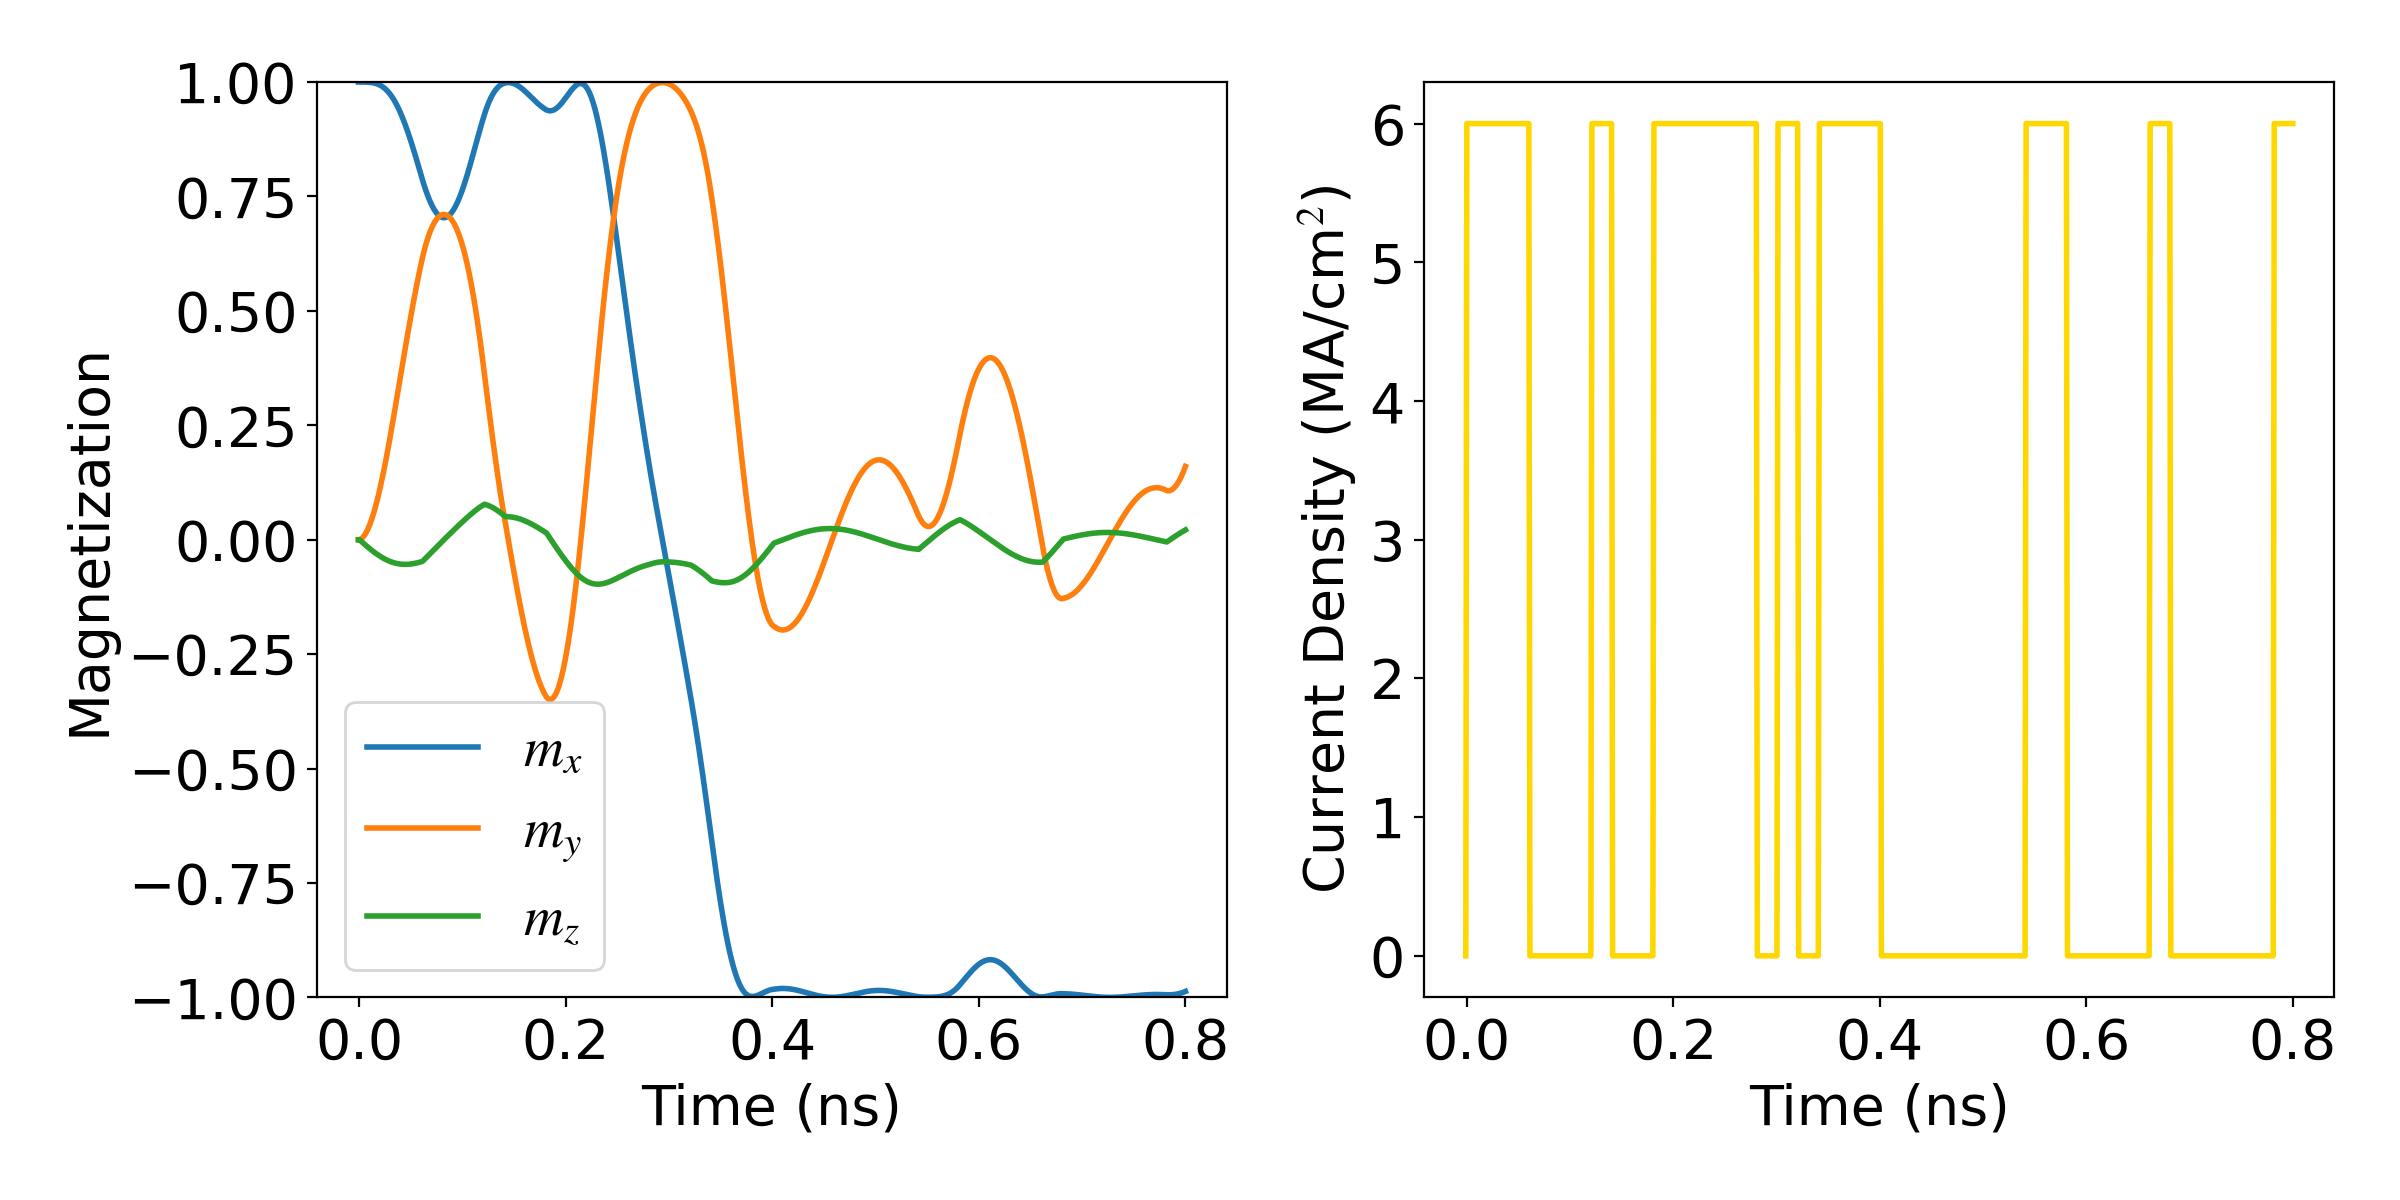 1.00
0.75
0.50
0.25
0.00
−0.25
−0.50
−0.75
−1.00
Magnetization
m_x
m_y
m_z
0.0 0.2 0.4 0.6 0.8
Time (ns)
6
5
4
3
2
1
0
Current Density (MA/cm²)
0.0 0.2 0.4 0.6 0.8
Time (ns)